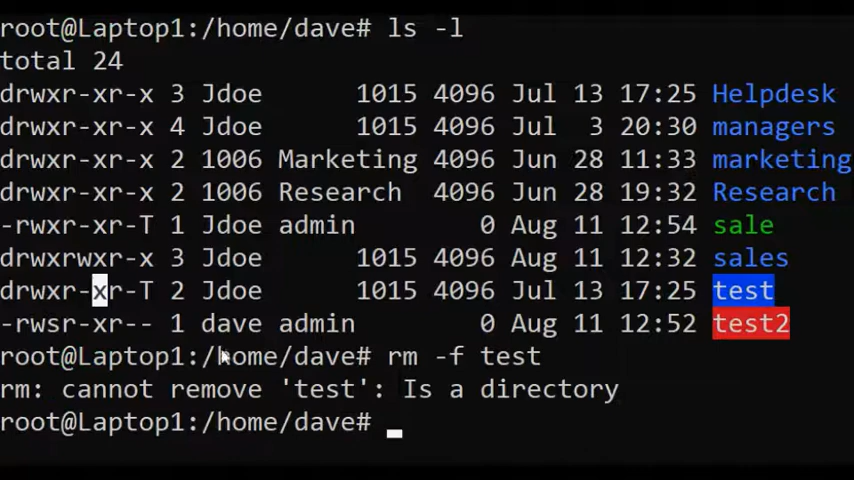 root@Laptop1:/home/dave# ls -l
total 24
drwxr-xr-x 3 Jdoe      1015 4096 Jul 13 17:25 Helpdesk
drwxr-xr-x 4 Jdoe      1015 4096 Jul  3 20:30 managers
drwxr-xr-x 2 1006 Marketing 4096 Jun 28 11:33 marketing
drwxr-xr-x 2 1006 Research  4096 Jun 28 19:32 Research
-rwxr-xr-T 1 Jdoe admin        0 Aug 11 12:54 sale
drwxrwxr-x 3 Jdoe      1015 4096 Aug 11 12:32 sales
drwxr-xr-T 2 Jdoe      1015 4096 Jul 13 17:25 test
-rwsr-xr-- 1 dave admin        0 Aug 11 12:52 test2
root@Laptop1:/home/dave# rm -f test
rm: cannot remove 'test': Is a directory
root@Laptop1:/home/dave#